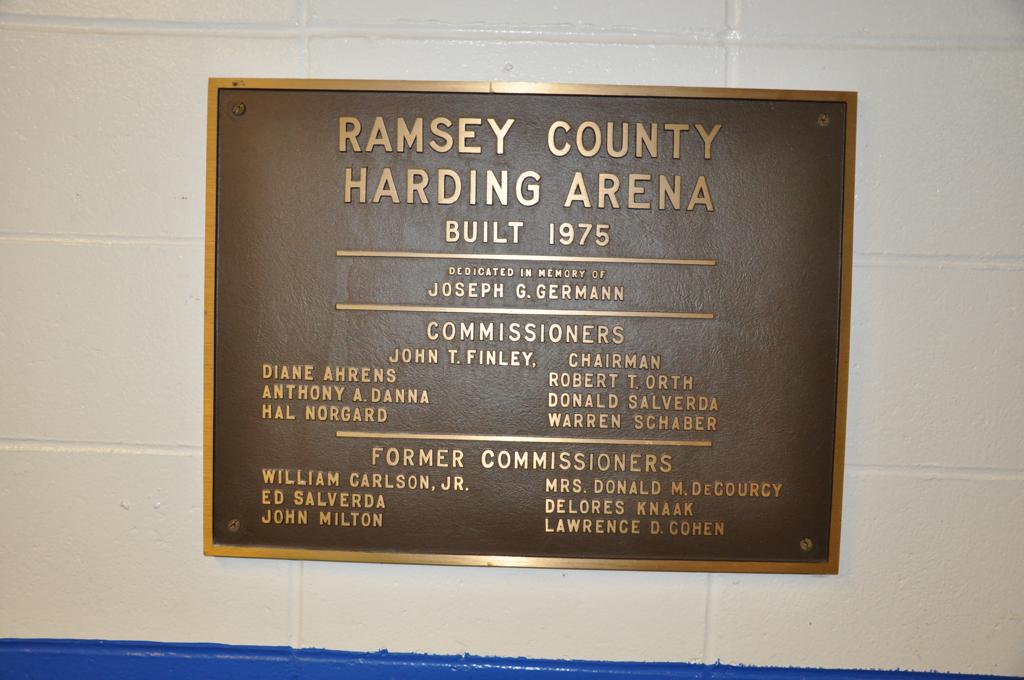 RAMSEY COUNTY
HARDING ARENA
BUILT 1975
DEDICATED IN MEMORY OF
JOSEPH G. GERMANN
COMMISSIONERS
JOHN T. FINLEY, CHAIRMAN
DIANE AHRENS
ANTHONY A. DANNA
HAL NORGARD
ROBERT T. ORTH
DONALD SALVERDA
WARREN SCHABER
FORMER COMMISSIONERS
WILLIAM CARLSON, JR.
ED SALVERDA
JOHN MILTON
MRS. DONALD M. DeCOURCY
DELORES KNAAK
LAWRENCE D. COHEN